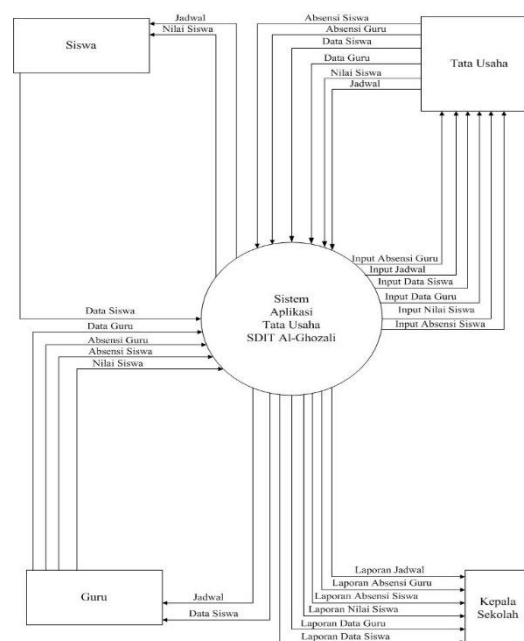 Jadwal
Nilai Siswa
Siswa
Absensi Siswa
Absensi Guru
Data Siswa
Data Guru
Nilai Siswa
Jadwal
Tata Usaha
Input Absensi Guru
Input Jadwal
Input Data Siswa
Input Data Guru
Input Nilai Siswa
Input Absensi Siswa
Sistem
Aplikasi
Tata Usaha
SDIT Al-Ghozali
Data Siswa
Data Guru
Absensi Guru
Absensi Siswa
Nilai Siswa
Guru
Jadwal
Data Siswa
Laporan Jadwal
Laporan Absensi Guru
Laporan Absensi Siswa
Laporan Nilai Siswa
Laporan Data Guru
Laporan Data Siswa
Kepala
Sekolah